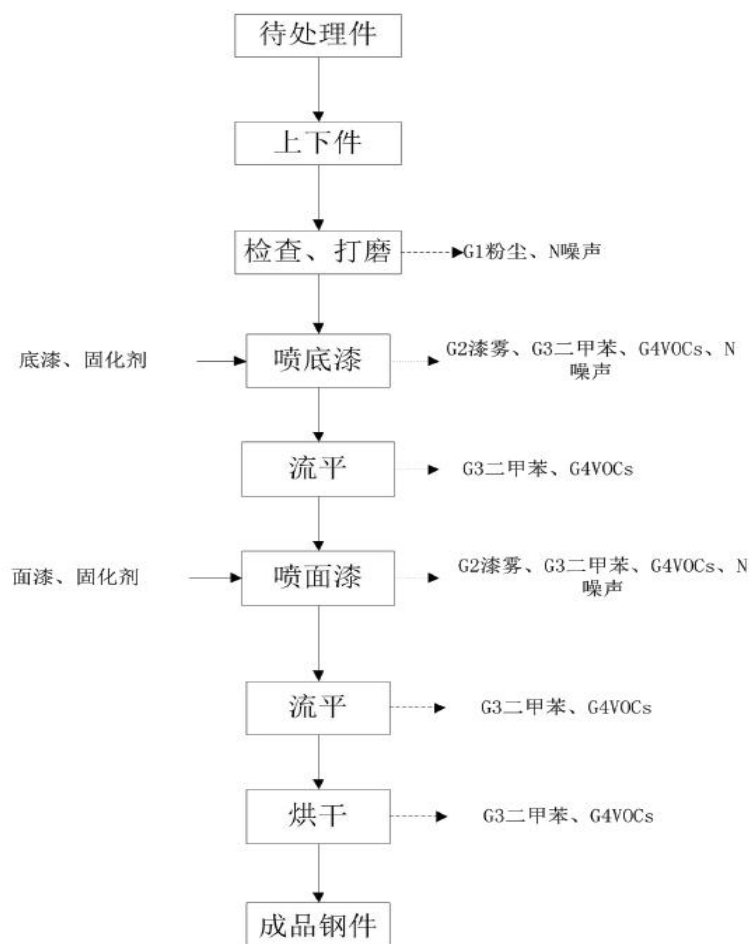 待处理件
上下件
检查、打磨
G1粉尘、N噪声
底漆、固化剂
喷底漆
G2漆雾、G3二甲苯、G4VOCs、N
噪声
流平
G3二甲苯、G4VOCs
面漆、固化剂
喷面漆
G2漆雾、G3二甲苯、G4VOCs、N
噪声
流平
G3二甲苯、G4VOCs
烘干
G3二甲苯、G4VOCs
成品钢件